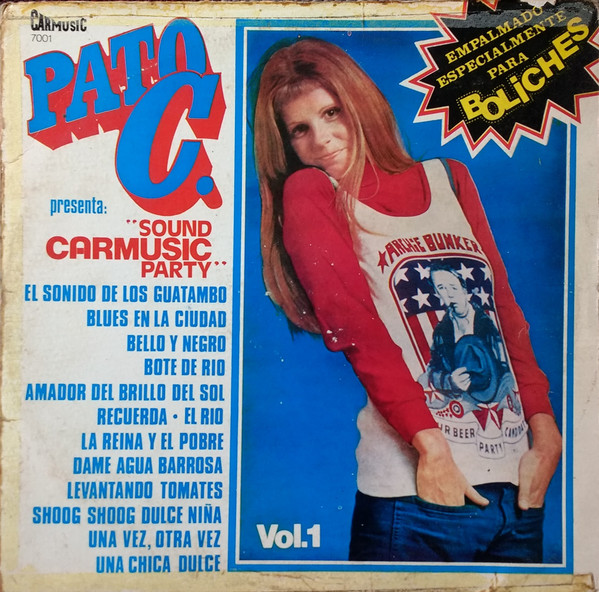 CARMUSIC
7001
PATO
C.
presenta:
"SOUND
CARMUSIC
PARTY"
EL SONIDO DE LOS GUATAMBO
BLUES EN LA CIUDAD
BELLO Y NEGRO
BOTE DE RIO
AMADOR DEL BRILLO DEL SOL
RECUERDA • EL RIO
LA REINA Y EL POBRE
DAME AGUA BARROSA
LEVANTANDO TOMATES
SHOOG SHOOG DULCE NIÑA
UNA VEZ, OTRA VEZ
UNA CHICA DULCE
EMPALMADO
ESPECIALMENTE
PARA
BOLICHES
ARCHIE BUNKER
BEER
PARTY
Vol.1